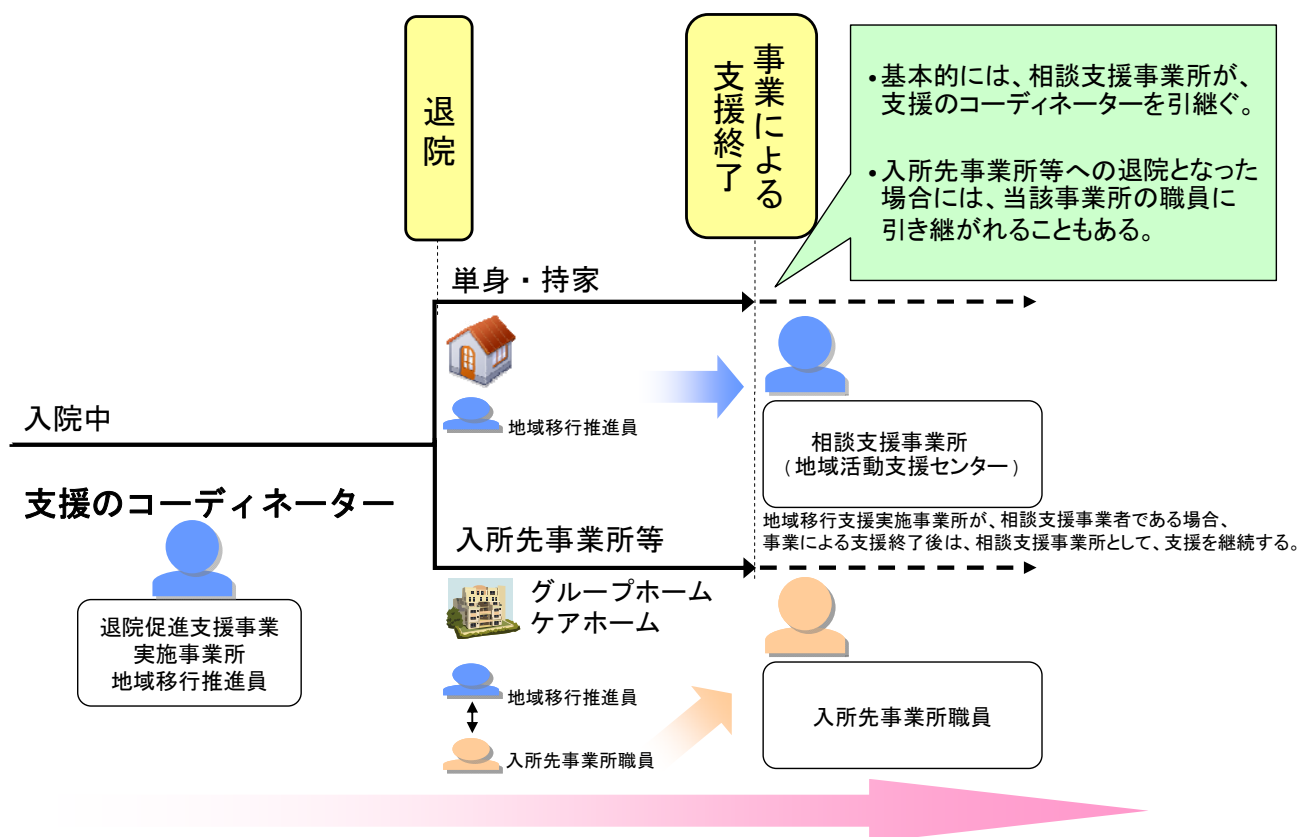 退院
事業による
支援終了
•基本的には、相談支援事業所が、
支援のコーディネーターを引継ぐ。
•入所先事業所等への退院となった
場合には、当該事業所の職員に
引き継がれることもある。
単身・持家
地域移行推進員
入院中
支援のコーディネーター
退院促進支援事業
実施事業所
地域移行推進員
相談支援事業所
（地域活動支援センター）
地域移行支援実施事業所が、相談支援事業者である場合、
事業による支援終了後は、相談支援事業所として、支援を継続する。
入所先事業所等
グループホーム
ケアホーム
地域移行推進員
入所先事業所職員
入所先事業所職員